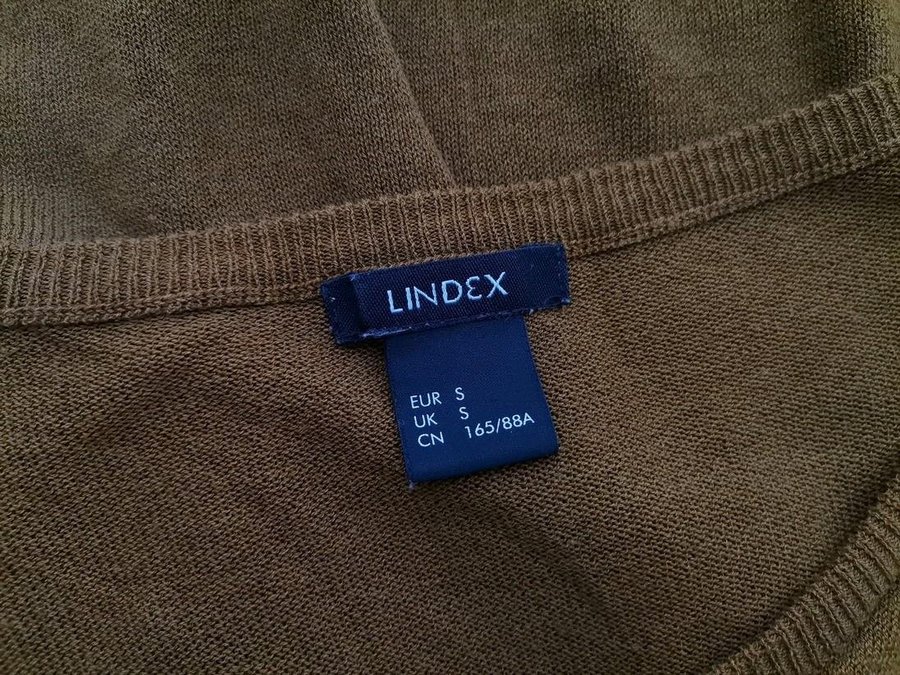 LINDEX
EUR S
UK S
CN 165/88A